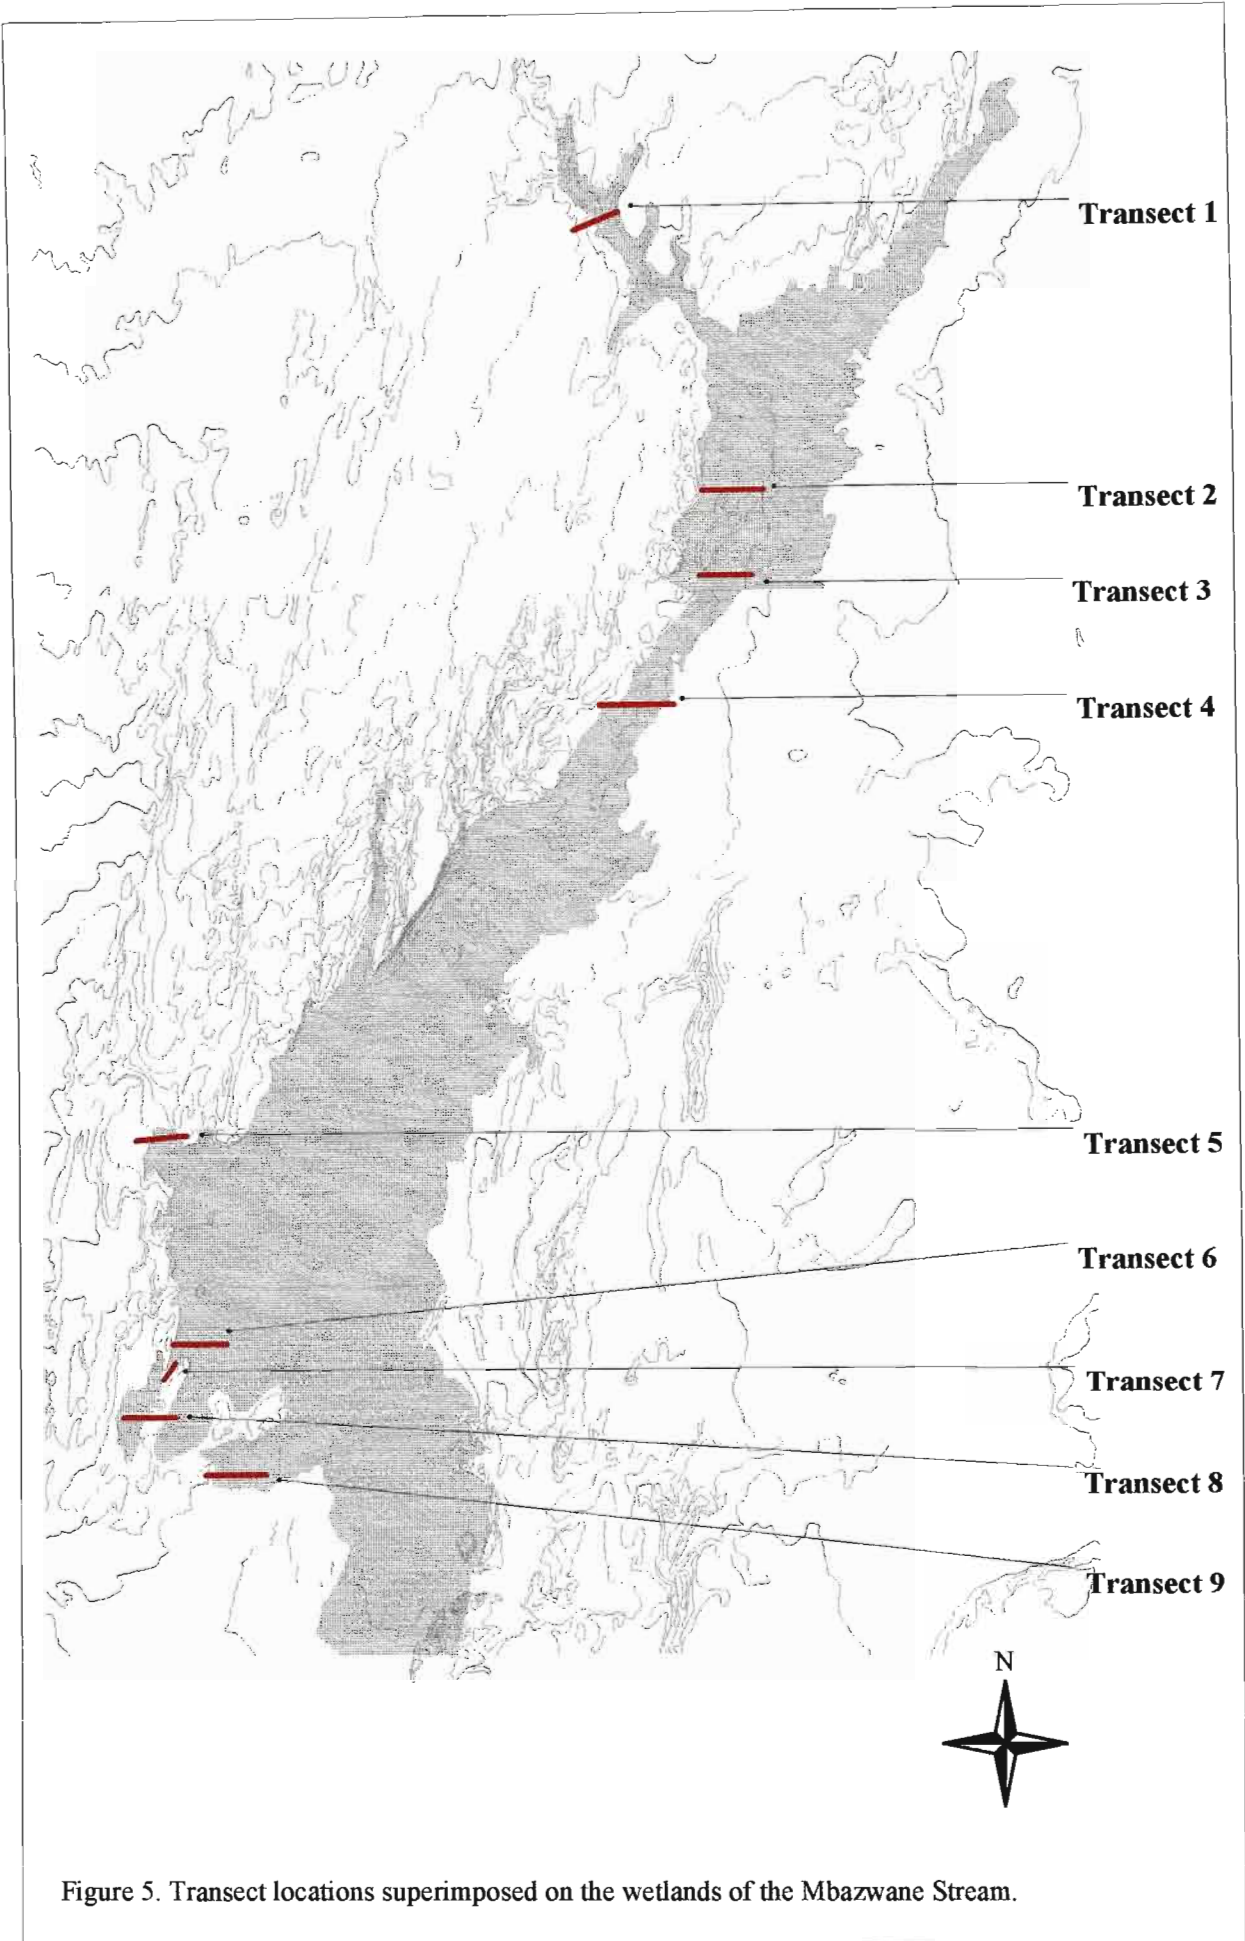 Transect 1
Transect 2
Transect 3
Transect 4
Transect 5
Transect 6
Transect 7
Transect 8
Transect 9
N
Figure 5. Transect locations superimposed on the wetlands of the Mbazwane Stream.